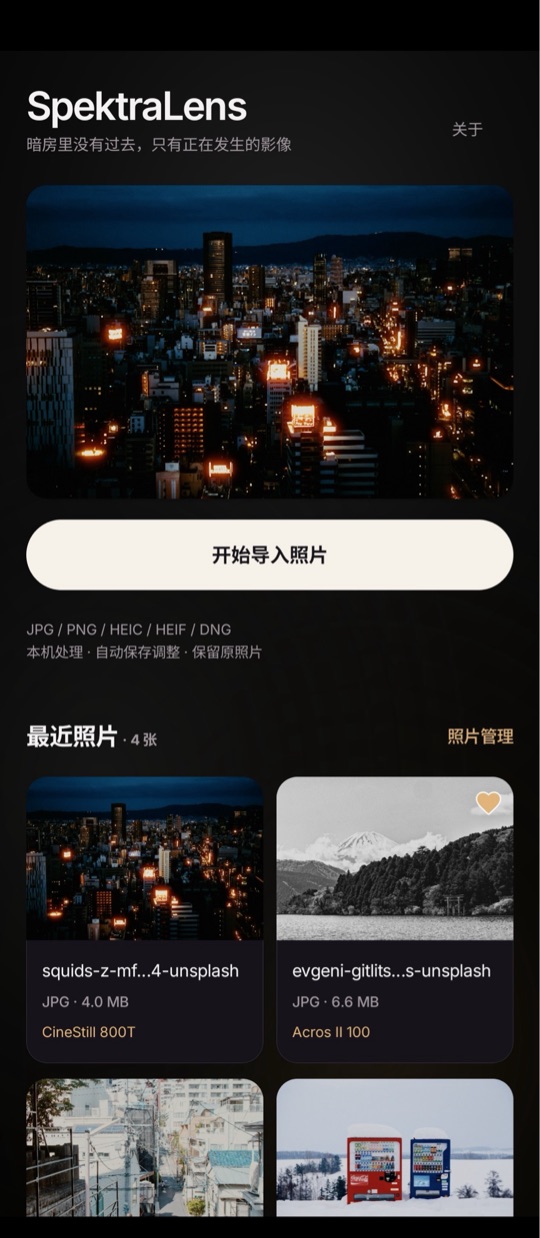 SpektraLens
暗房里没有过去，只有正在发生的影像
关于
开始导入照片
JPG / PNG / HEIC / HEIF / DNG
本机处理 · 自动保存调整 · 保留原照片
最近照片 · 4 张
照片管理
squids-z-mf...4-unsplash
JPG · 4.0 MB
CineStill 800T
evgeni-gitlits...s-unsplash
JPG · 6.6 MB
Acros II 100